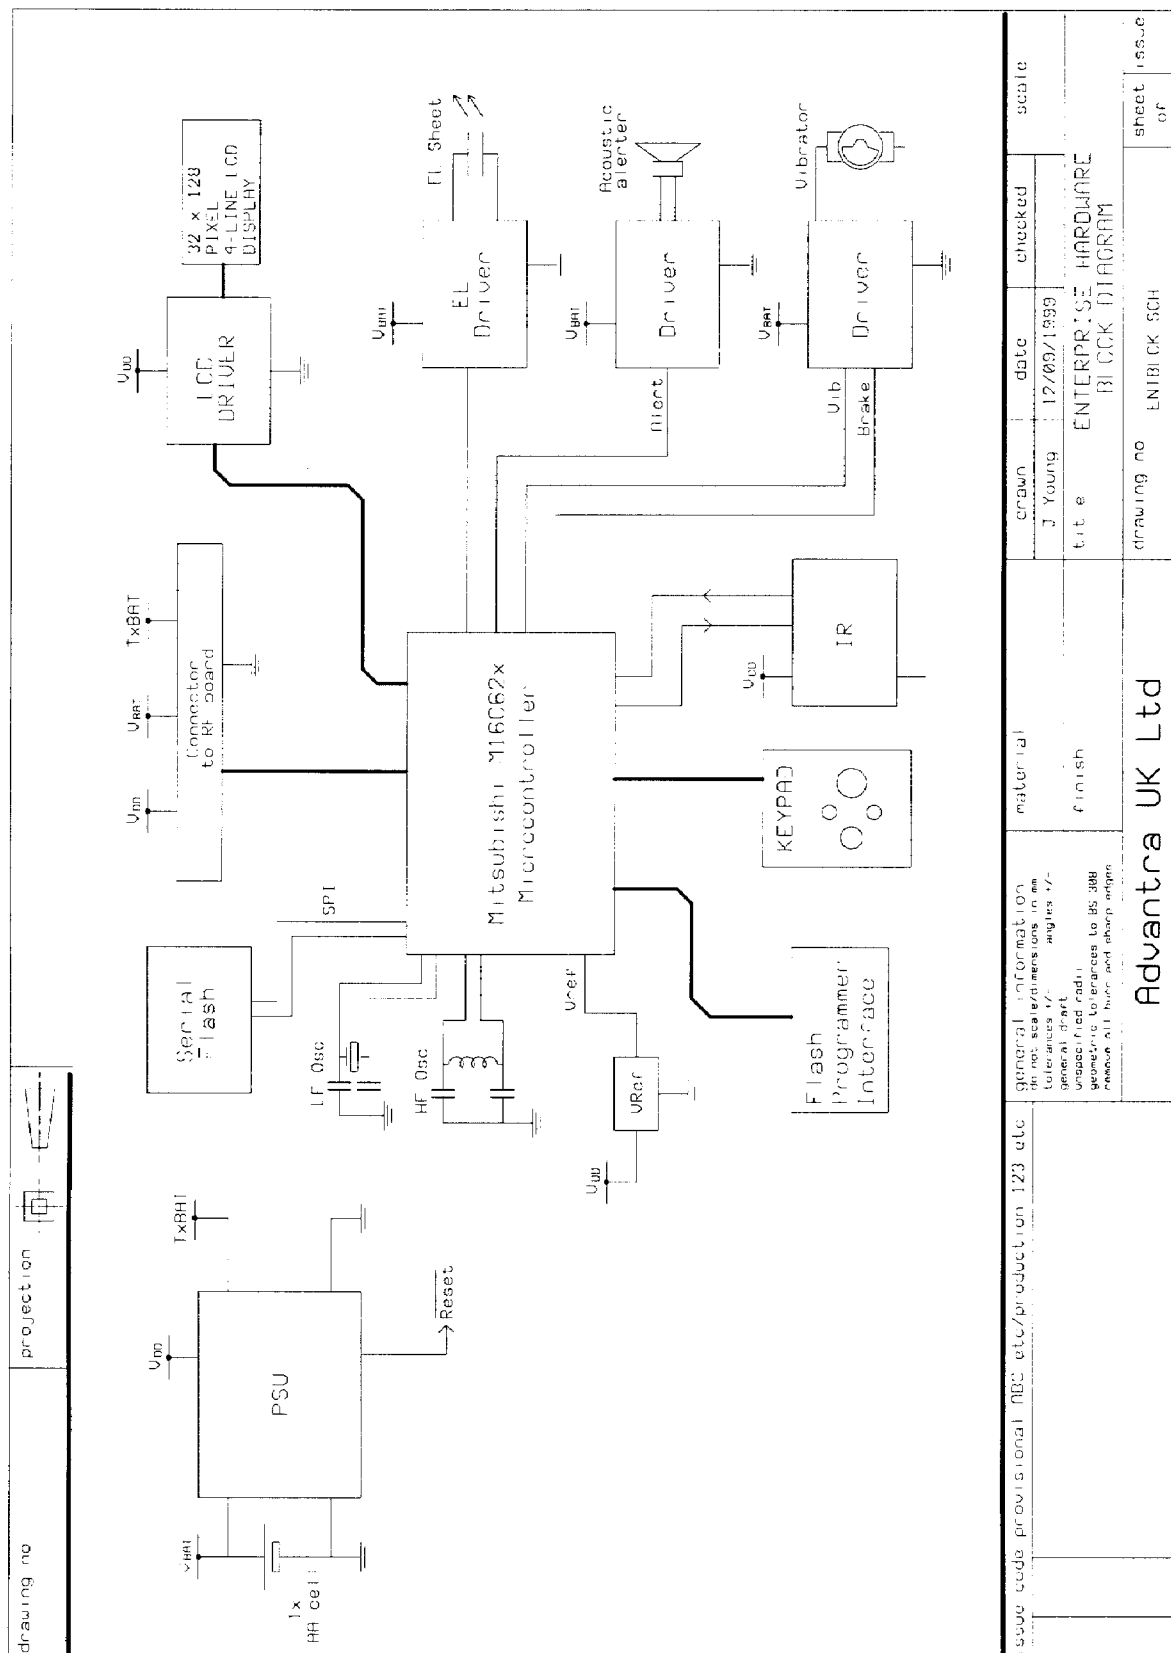 drawing no
projection
VBAT
1x
AA cell
PSU
VDD
TxBAT
Reset
Serial
Flash
SPI
LF Osc
HF Osc
VDD
VRef
Vref
Flash
Programmer
Interface
Mitsubishi M16C62x
Microcontroller
KEYPAD
VDD
IR
VDD
VBAT
TxBAT
Connector
to RF board
VDD
LCD
DRIVER
32 x 128
PIXEL
4-LINE LCD
DISPLAY
VBAT
EL
Driver
EL Sheet
VBAT
Driver
Alert
Acoustic
alerter
VBAT
Driver
Vib
Brake
Vibrator
issue code provisional ABC etc/production 123 etc
general information
do not scale/dimensions in mm
tolerances +/- angles +/-
general draft
unspecified radii
geometric tolerances to BS 308
remove all burrs and sharp edges
material
finish
Advantra UK Ltd
drawn
date
checked
scale
J Young
12/09/1999
title
ENTERPRISE HARDWARE
BLOCK DIAGRAM
drawing no
ENTBLCK SCH
sheet
of
issue